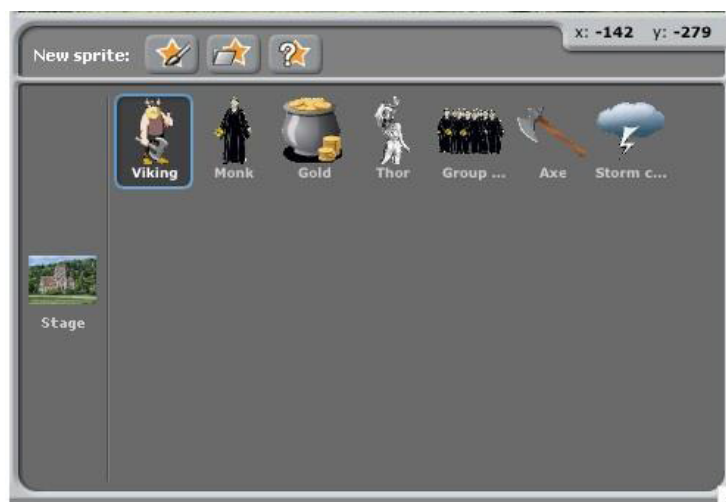 x: -142 y: -279
New sprite:
Viking Monk Gold Thor Group ... Axe Storm c...
Stage